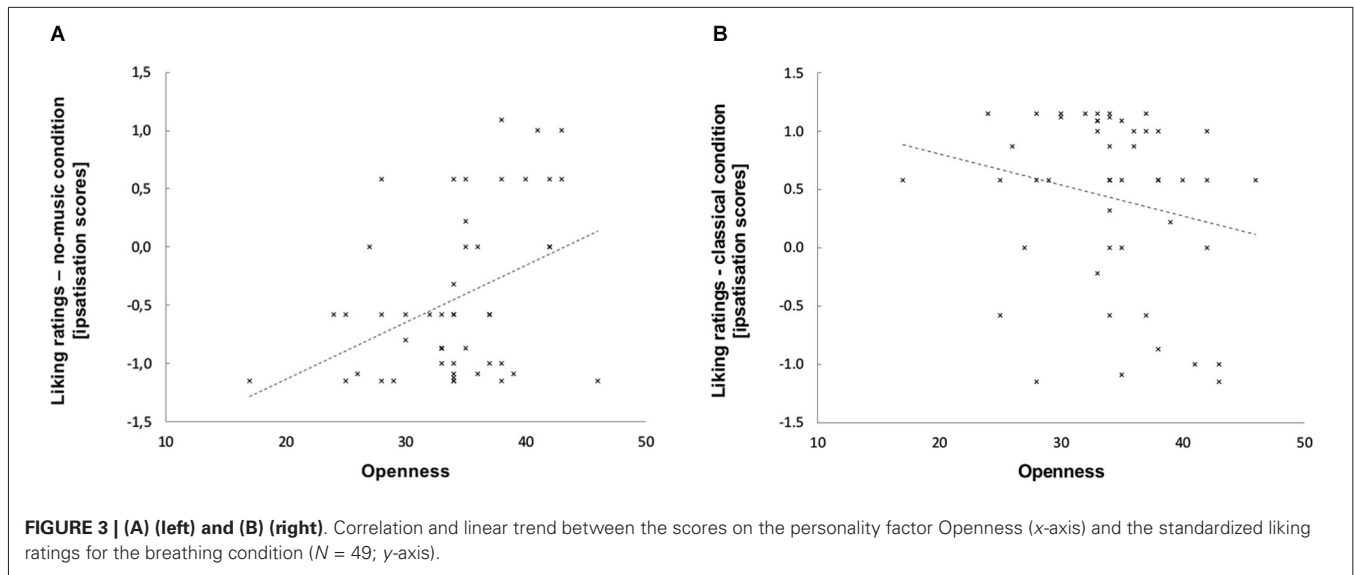 A
Liking ratings – no-music condition
[ipsatisation scores]
1,5
1,0
0,5
0,0
-0,5
-1,0
-1,5
10 20 30 40 50
Openness
B
Liking ratings - classical condition
[ipsatisation scores]
1.5
1.0
0.5
0.0
-0.5
-1.0
-1.5
10 20 30 40 50
Openness
FIGURE 3 | (A) (left) and (B) (right). Correlation and linear trend between the scores on the personality factor Openness (x-axis) and the standardized liking
ratings for the breathing condition (N = 49; y-axis).